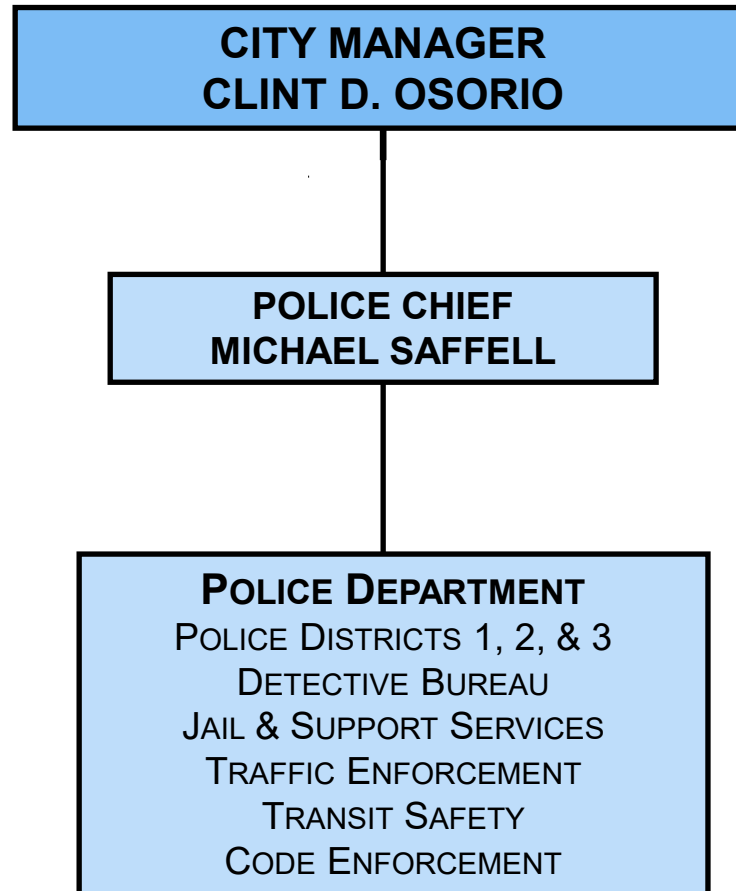 CITY MANAGER
CLINT D. OSORIO
POLICE CHIEF
MICHAEL SAFFELL
POLICE DEPARTMENT
POLICE DISTRICTS 1, 2, & 3
DETECTIVE BUREAU
JAIL & SUPPORT SERVICES
TRAFFIC ENFORCEMENT
TRANSIT SAFETY
CODE ENFORCEMENT